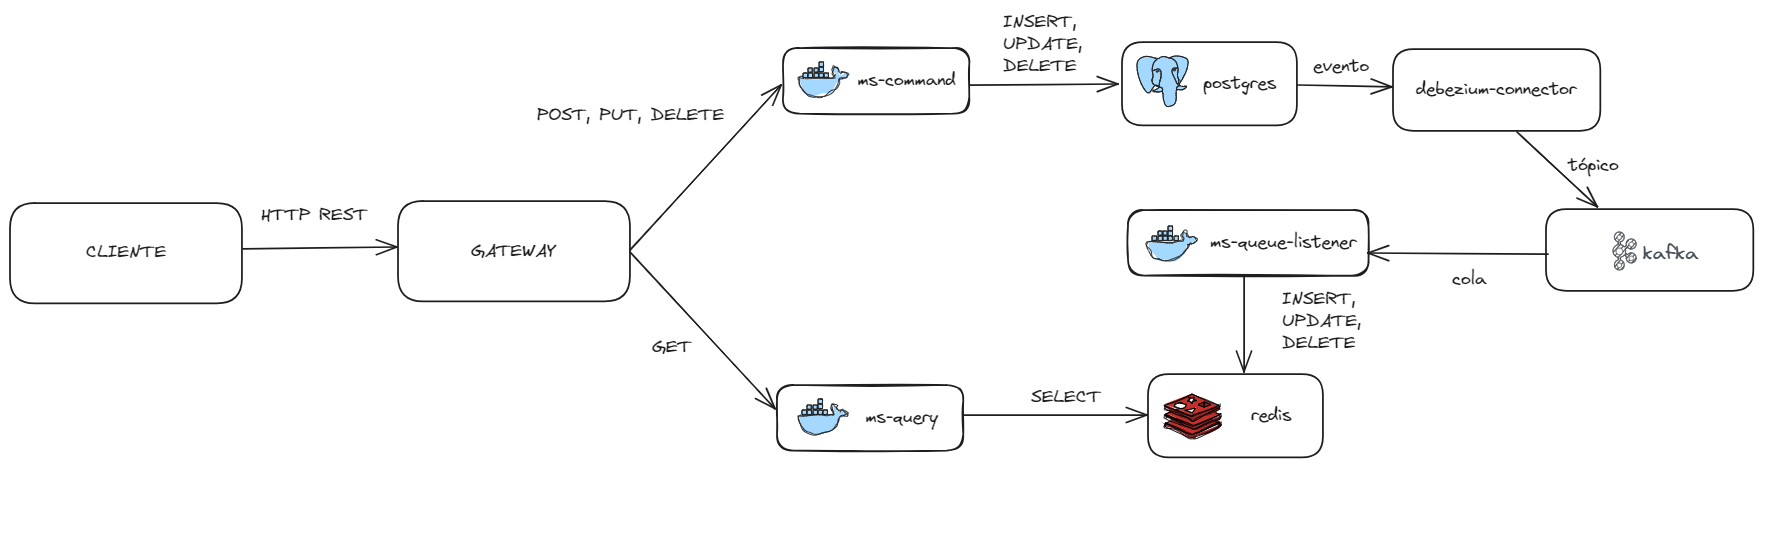 INSERT,
UPDATE,
DELETE
ms-command
postgres
evento
debezium-connector
POST, PUT, DELETE
tópico
HTTP REST
CLIENTE
GATEWAY
ms-queue-listener
kafka
cola
INSERT,
UPDATE,
DELETE
GET
SELECT
ms-query
redis